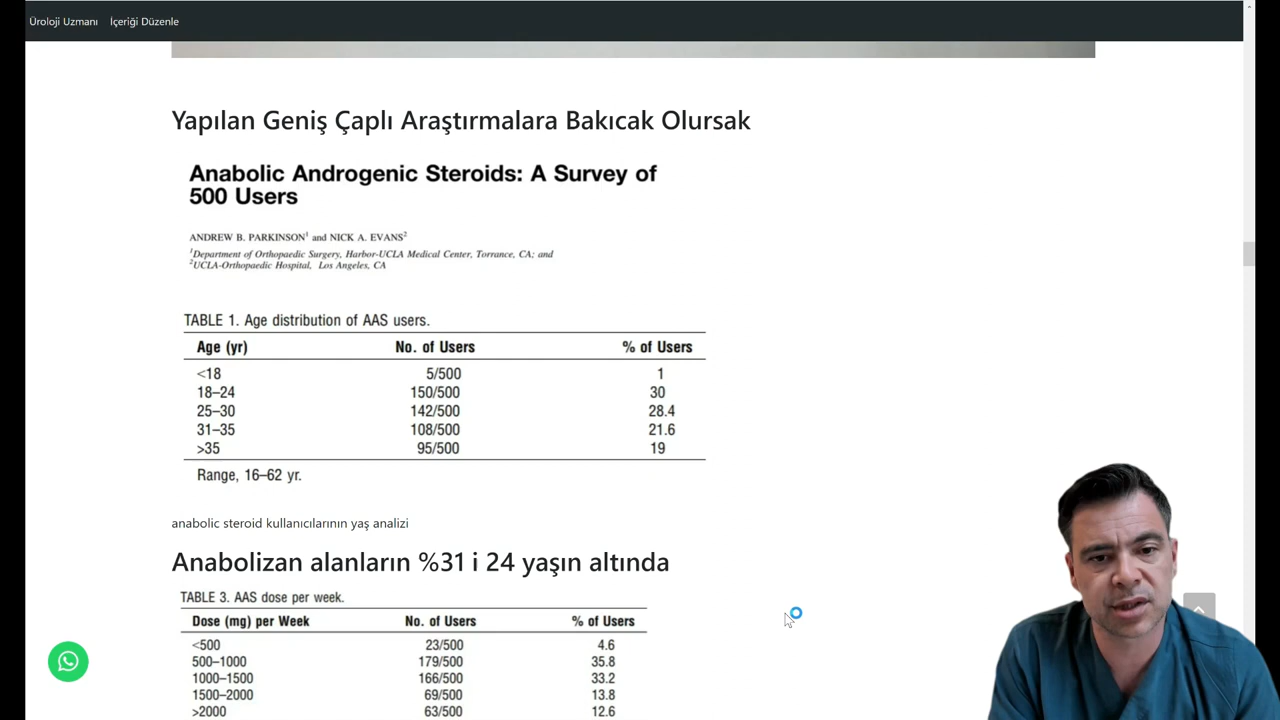 Üroloji Uzmanı İçeriği Düzenle
Yapılan Geniş Çaplı Araştırmalara Bakıcak Olursak
Anabolic Androgenic Steroids: A Survey of
500 Users
ANDREW B. PARKINSON¹ and NICK A. EVANS²
¹Department of Orthopaedic Surgery, Harbor-UCLA Medical Center, Torrance, CA; and
²UCLA-Orthopaedic Hospital, Los Angeles, CA
TABLE 1. Age distribution of AAS users.
Age (yr) No. of Users % of Users
<18 5/500 1
18–24 150/500 30
25–30 142/500 28.4
31–35 108/500 21.6
>35 95/500 19
Range, 16–62 yr.
anabolic steroid kullanıcılarının yaş analizi
Anabolizan alanların %31 i 24 yaşın altında
TABLE 3. AAS dose per week.
Dose (mg) per Week No. of Users % of Users
<500 23/500 4.6
500–1000 179/500 35.8
1000–1500 166/500 33.2
1500–2000 69/500 13.8
>2000 63/500 12.6